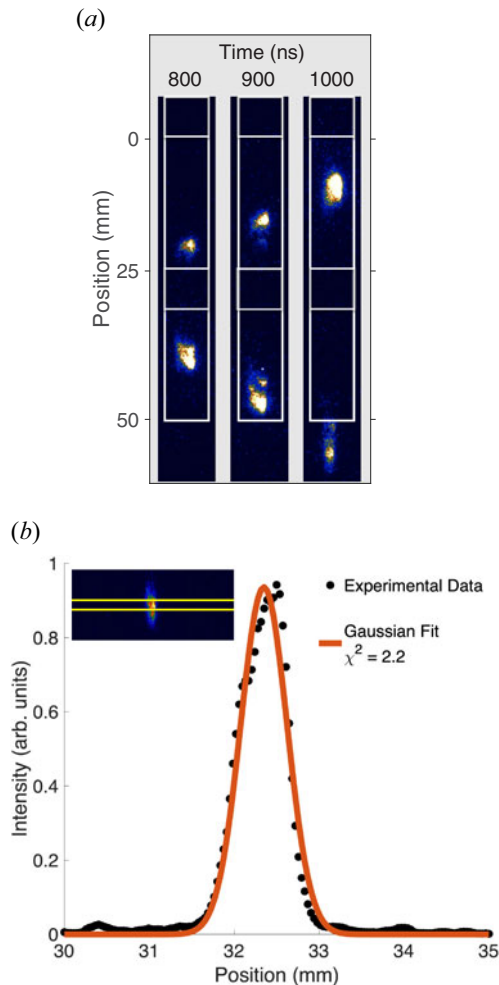 (a)
Time (ns)
800 900 1000
Position (mm)
0
25
50
(b)
Intensity (arb. units)
1
0.8
0.6
0.4
0.2
0
Experimental Data
Gaussian Fit
χ² = 2.2
30 31 32 33 34 35
Position (mm)